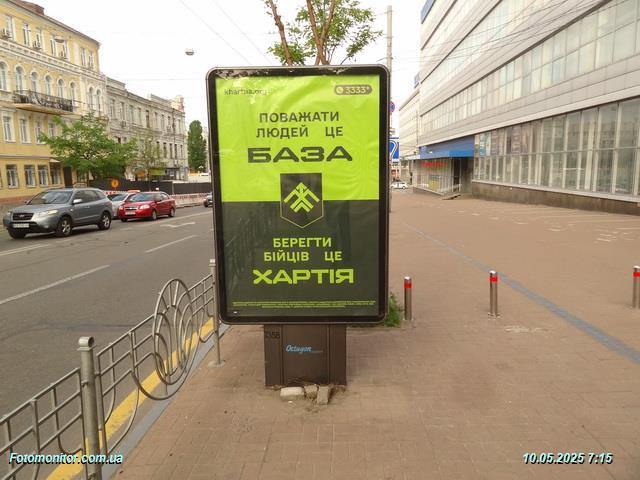 khartiia.org
3333*
ПОВАЖАТИ
ЛЮДЕЙ ЦЕ
БАЗА
БЕРЕГТИ
БІЙЦІВ ЦЕ
ХАРТІЯ
Octagon
Fotomonitor.com.ua
10.05.2025 7:15